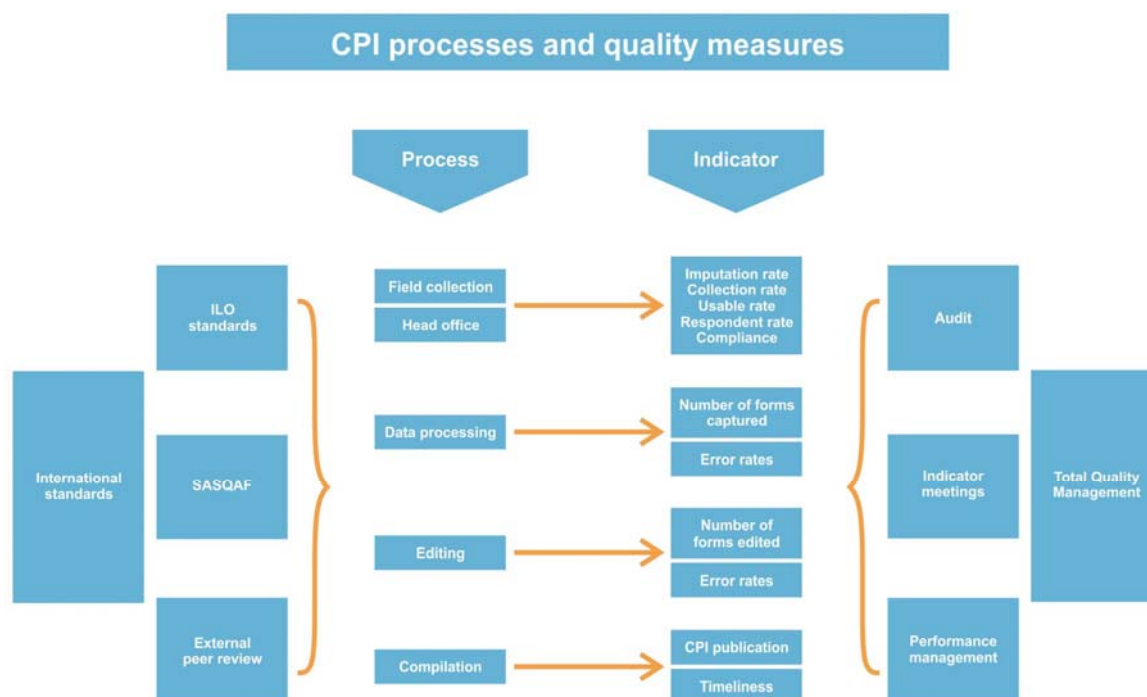 CPI processes and quality measures
Process
Indicator
International
standards
ILO
standards
SASQAF
External
peer review
Field collection
Head office
Data processing
Editing
Compilation
Imputation rate
Collection rate
Usable rate
Respondent rate
Compliance
Number of forms
captured
Error rates
Number of
forms edited
Error rates
CPI publication
Timeliness
Audit
Indicator
meetings
Performance
management
Total Quality
Management